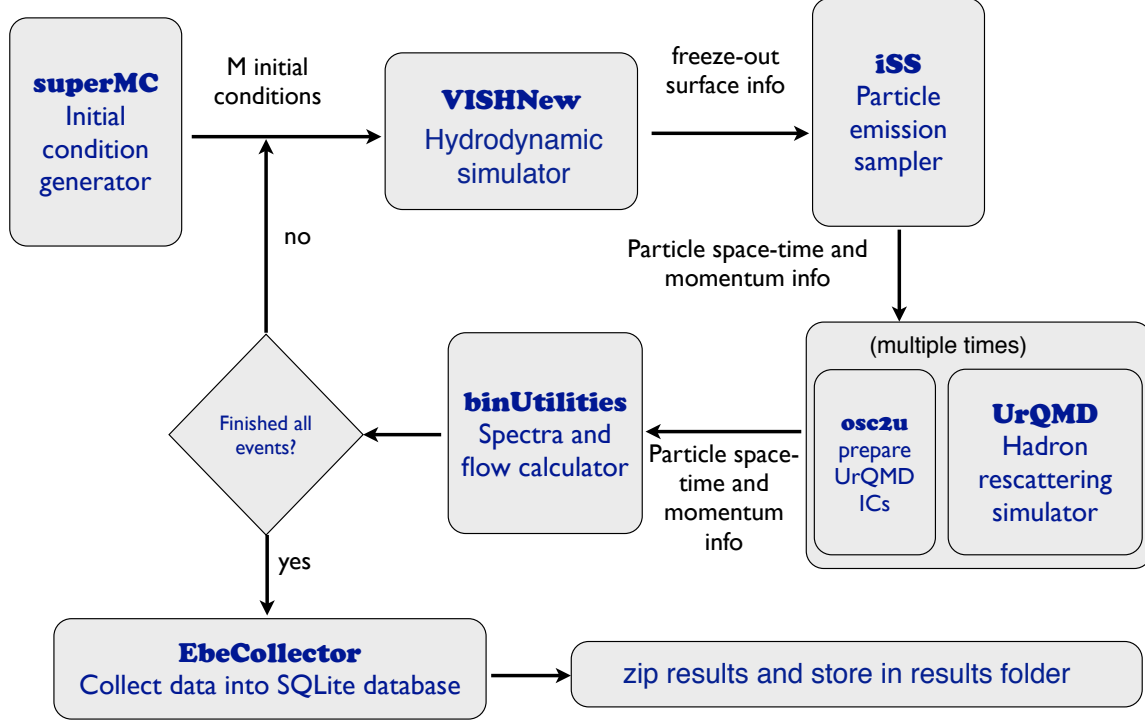 superMC
Initial
condition
generator
M initial
conditions
VISHNew
Hydrodynamic
simulator
freeze-out
surface info
iSS
Particle
emission
sampler
Particle space-time and
momentum info
(multiple times)
osc2u
prepare
UrQMD
ICs
UrQMD
Hadron
rescattering
simulator
Particle space-
time and
momentum
info
binUtilities
Spectra and
flow calculator
Finished all
events?
no
yes
EbeCollector
Collect data into SQLite database
zip results and store in results folder